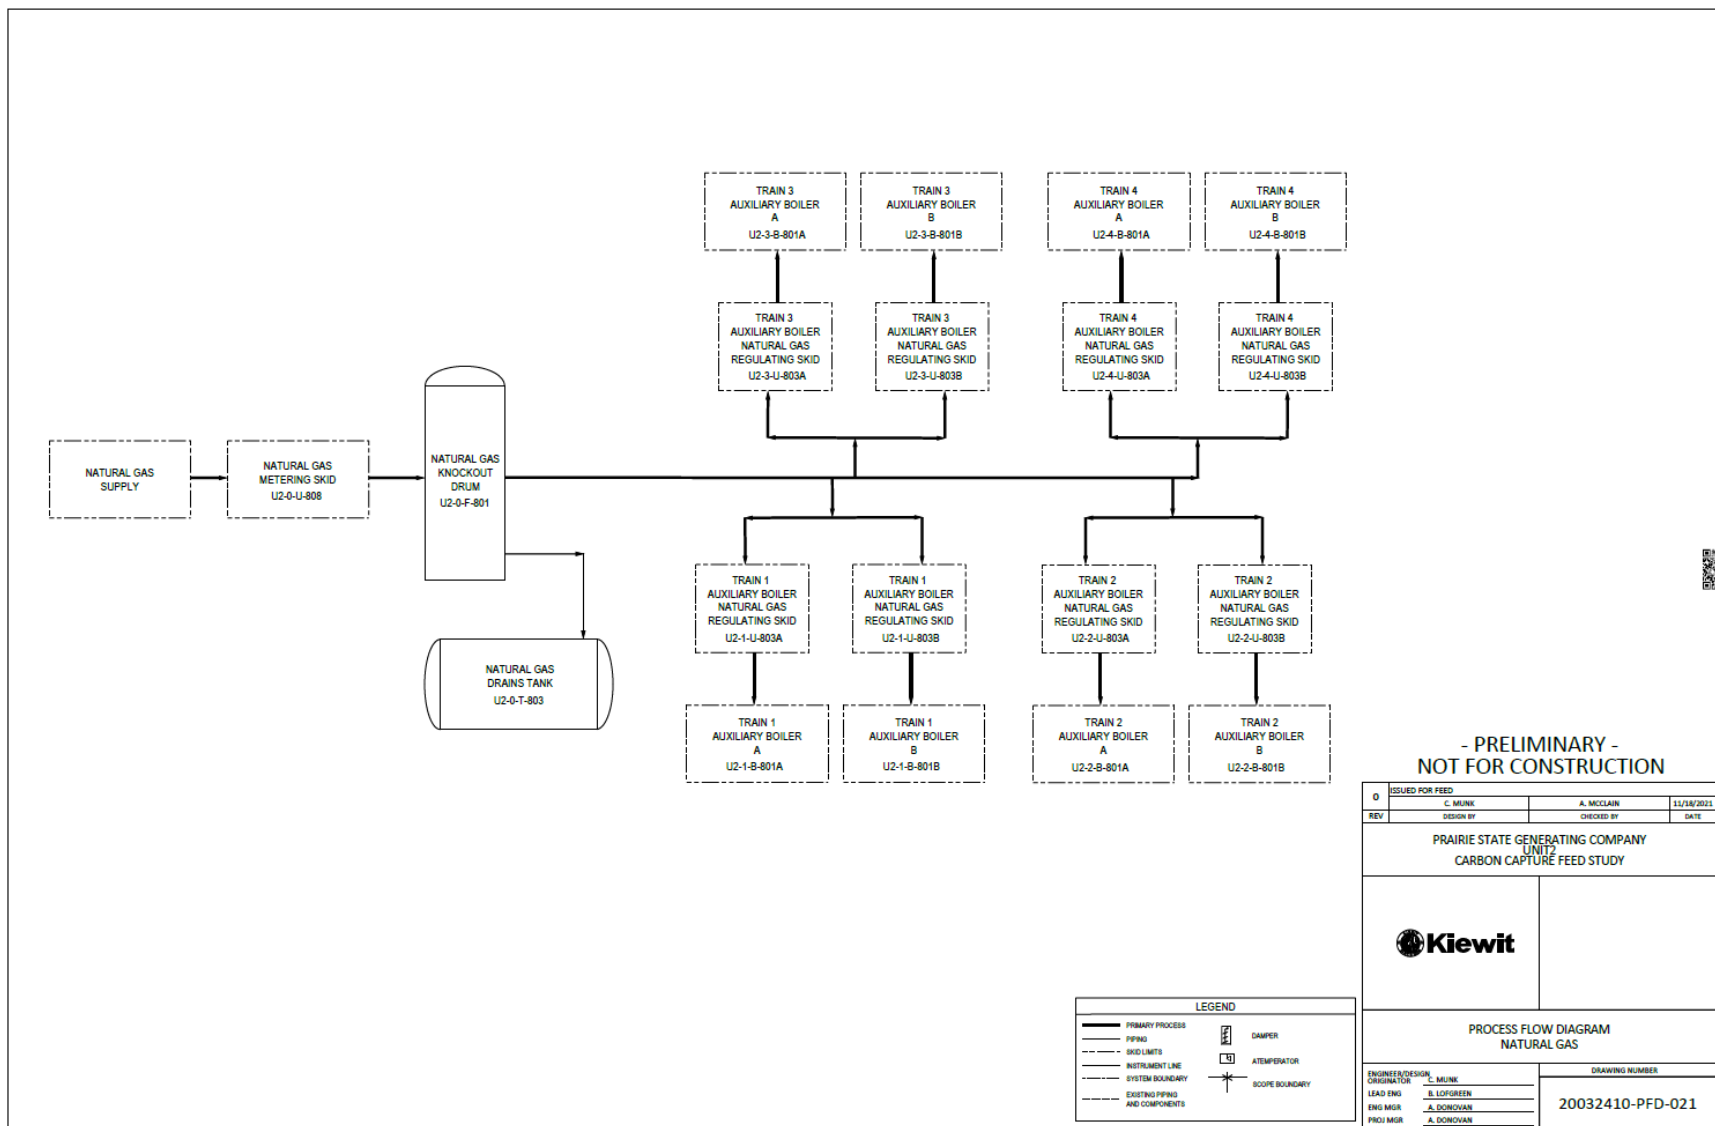 TRAIN 3
AUXILIARY BOILER
A
U2-3-B-801A
TRAIN 3
AUXILIARY BOILER
B
U2-3-B-801B
TRAIN 4
AUXILIARY BOILER
A
U2-4-B-801A
TRAIN 4
AUXILIARY BOILER
B
U2-4-B-801B
TRAIN 3
AUXILIARY BOILER
NATURAL GAS
REGULATING SKID
U2-3-U-803A
TRAIN 3
AUXILIARY BOILER
NATURAL GAS
REGULATING SKID
U2-3-U-803B
TRAIN 4
AUXILIARY BOILER
NATURAL GAS
REGULATING SKID
U2-4-U-803A
TRAIN 4
AUXILIARY BOILER
NATURAL GAS
REGULATING SKID
U2-4-U-803B
NATURAL GAS
SUPPLY
NATURAL GAS
METERING SKID
U2-0-U-808
NATURAL GAS
KNOCKOUT
DRUM
U2-0-F-801
TRAIN 1
AUXILIARY BOILER
NATURAL GAS
REGULATING SKID
U2-1-U-803A
TRAIN 1
AUXILIARY BOILER
NATURAL GAS
REGULATING SKID
U2-1-U-803B
TRAIN 2
AUXILIARY BOILER
NATURAL GAS
REGULATING SKID
U2-2-U-803A
TRAIN 2
AUXILIARY BOILER
NATURAL GAS
REGULATING SKID
U2-2-U-803B
NATURAL GAS
DRAINS TANK
U2-0-T-803
TRAIN 1
AUXILIARY BOILER
A
U2-1-B-801A
TRAIN 1
AUXILIARY BOILER
B
U2-1-B-801B
TRAIN 2
AUXILIARY BOILER
A
U2-2-B-801A
TRAIN 2
AUXILIARY BOILER
B
U2-2-B-801B
- PRELIMINARY -
NOT FOR CONSTRUCTION
0 ISSUED FOR FEED
C. MUNK A. MCCLAIN 11/18/2021
REV DESIGN BY CHECKED BY DATE
PRAIRIE STATE GENERATING COMPANY
UNIT2
CARBON CAPTURE FEED STUDY
Kiewit
LEGEND
PRIMARY PROCESS
PIPING
SKID LIMITS
INSTRUMENT LINE
SYSTEM BOUNDARY
EXISTING PIPING
AND COMPONENTS
DAMPER
ATEMPERATOR
SCOPE BOUNDARY
PROCESS FLOW DIAGRAM
NATURAL GAS
ENGINEER/DESIGN
ORIGINATOR C. MUNK
LEAD ENG B. LOFGREEN
ENG MGR A. DONOVAN
PROJ MGR A. DONOVAN
DRAWING NUMBER
20032410-PFD-021